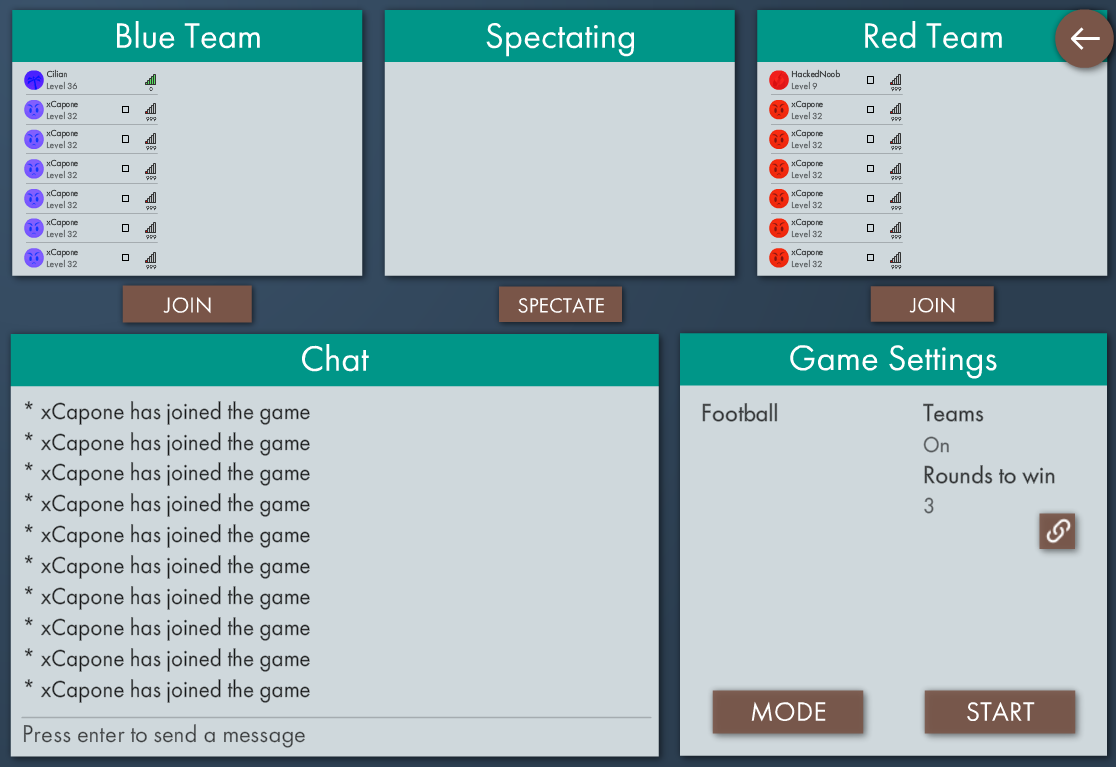 Blue Team
Cilian
Level 36
0
xCapone
Level 32
999
xCapone
Level 32
999
xCapone
Level 32
999
xCapone
Level 32
999
xCapone
Level 32
999
xCapone
Level 32
999
JOIN
Spectating
SPECTATE
Red Team
HackedNoob
Level 9
999
xCapone
Level 32
999
xCapone
Level 32
999
xCapone
Level 32
999
xCapone
Level 32
999
xCapone
Level 32
999
xCapone
Level 32
999
JOIN
Chat
* xCapone has joined the game
* xCapone has joined the game
* xCapone has joined the game
* xCapone has joined the game
* xCapone has joined the game
* xCapone has joined the game
* xCapone has joined the game
* xCapone has joined the game
* xCapone has joined the game
* xCapone has joined the game
Press enter to send a message
Game Settings
Football
Teams
On
Rounds to win
3
MODE
START